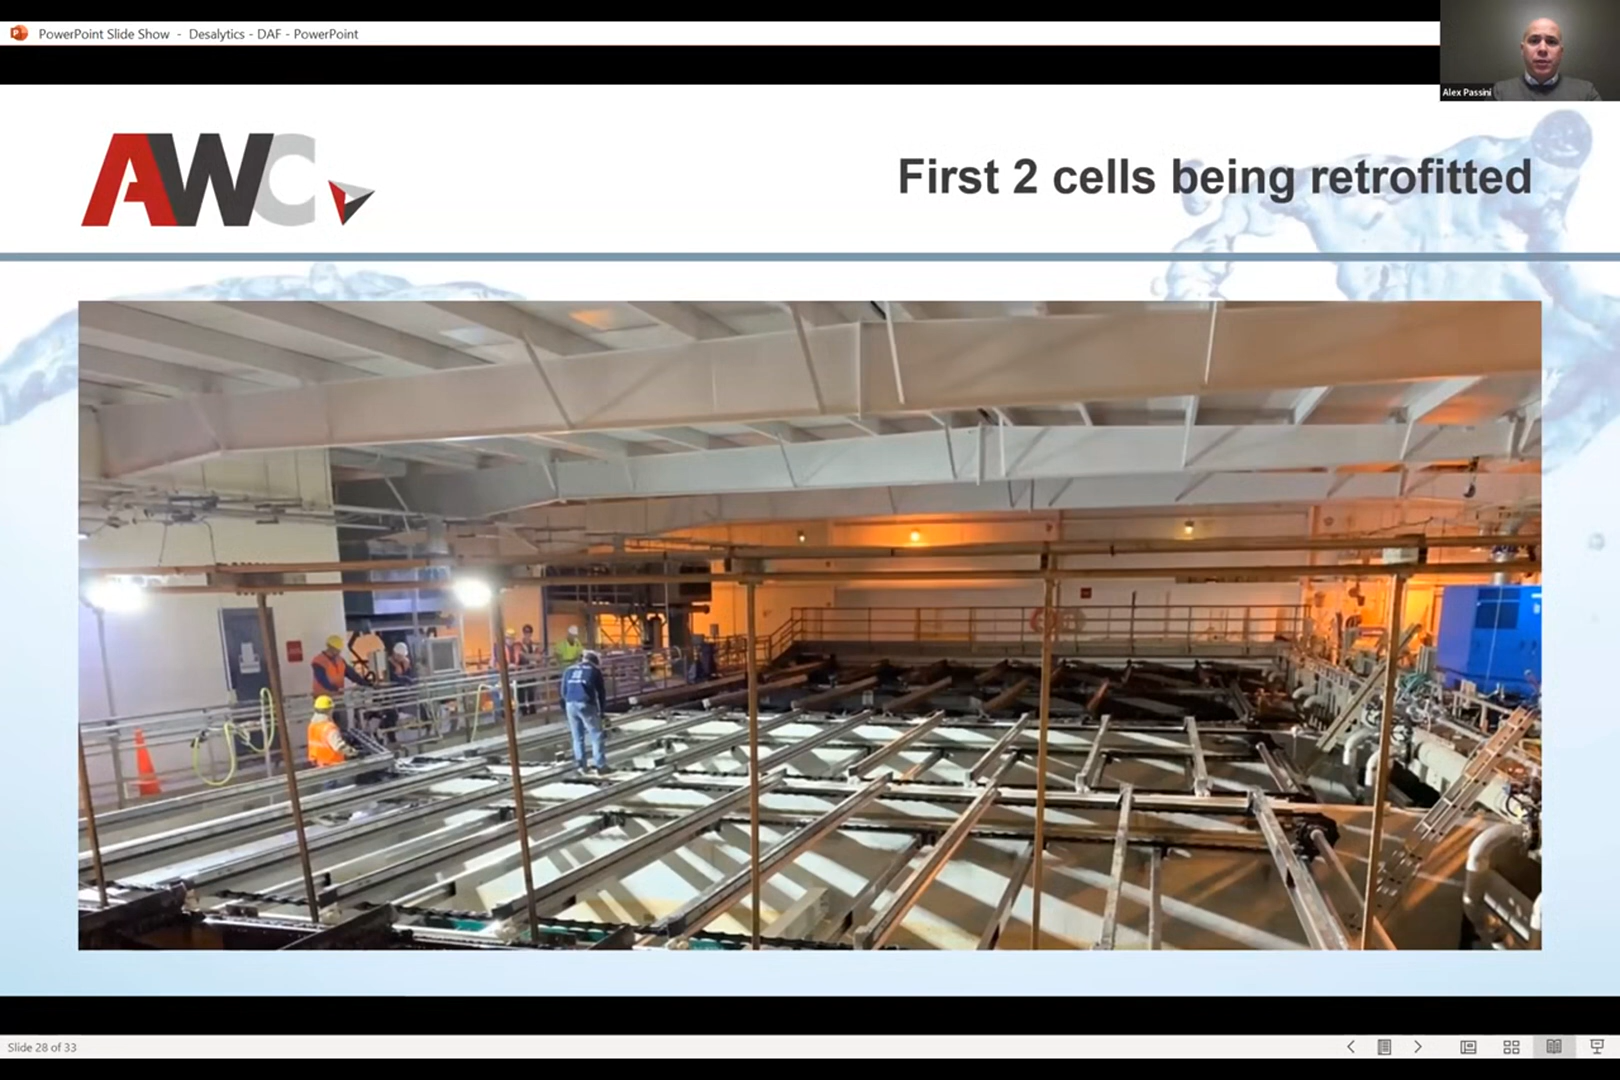 PowerPoint Slide Show - Desalytics - DAF - PowerPoint
Alex Passini
AWC
First 2 cells being retrofitted
Slide 28 of 33